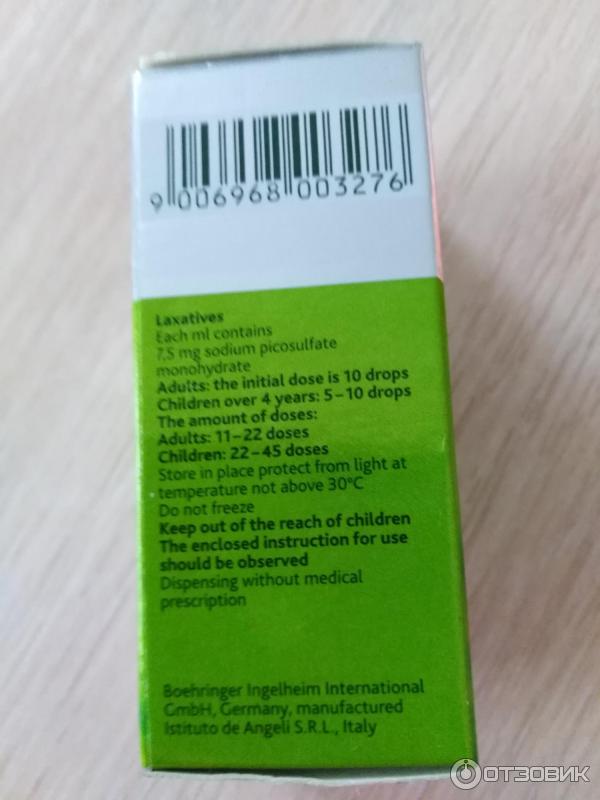 9 006968 003276
Laxatives
Each ml contains
7,5 mg sodium picosulfate
monohydrate
Adults: the initial dose is 10 drops
Children over 4 years: 5–10 drops
The amount of doses:
Adults: 11–22 doses
Children: 22–45 doses
Store in place protect from light at
temperature not above 30°C
Do not freeze
Keep out of the reach of children
The enclosed instruction for use
should be observed
Dispensing without medical
prescription
Boehringer Ingelheim International
GmbH, Germany, manufactured
Istituto de Angeli S.R.L., Italy
ОТЗОВИК